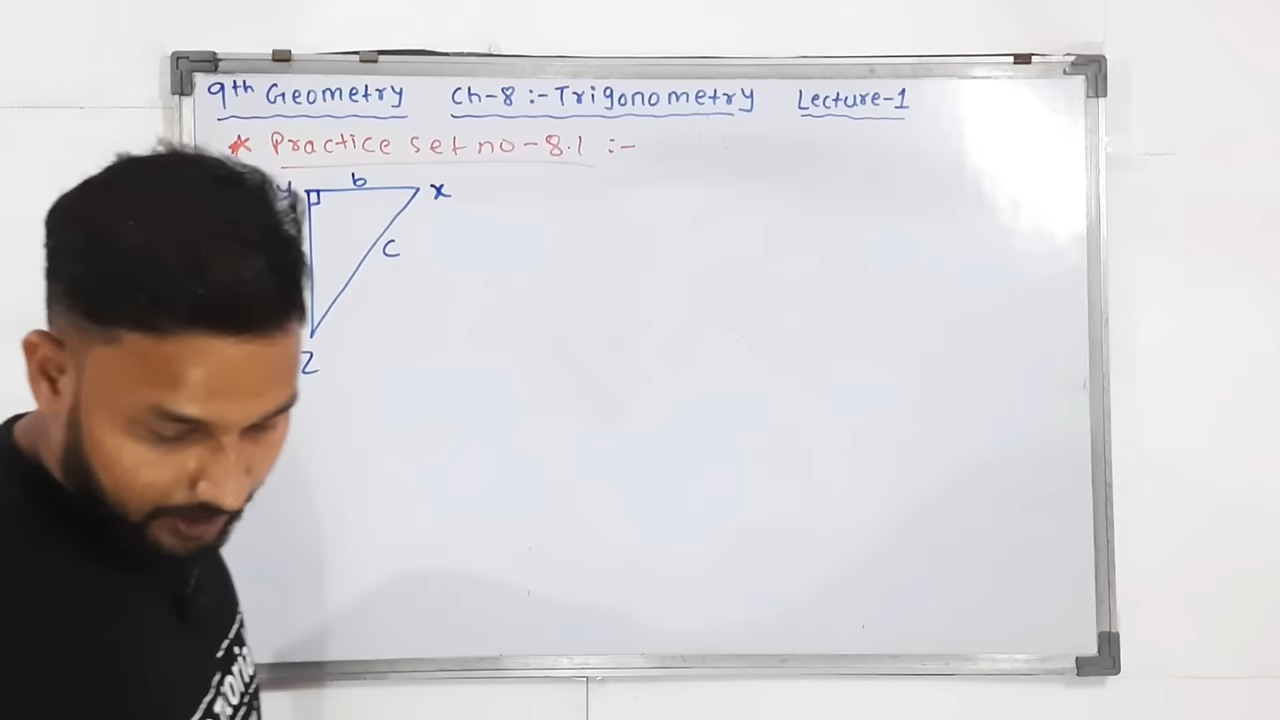 9th Geometry Ch-8 :- Trigonometry Lecture-1
* Practice set no - 8.1 :-
y b x
c
Z